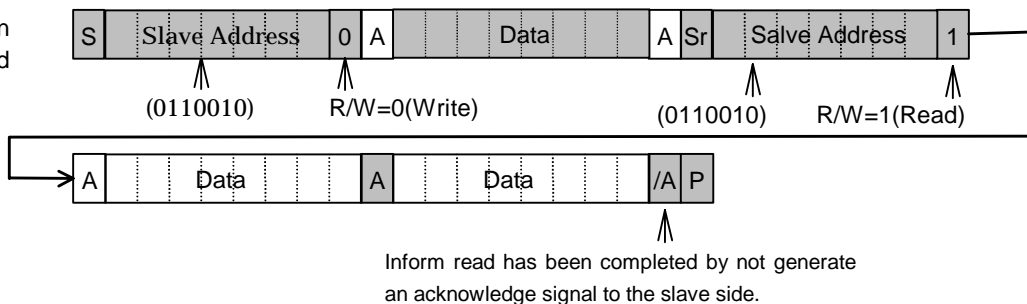 n
d
S Slave Address 0 A Data A Sr Salve Address 1
(0110010) R/W=0(Write) (0110010) R/W=1(Read)
A Data A Data /A P
Inform read has been completed by not generate
an acknowledge signal to the slave side.